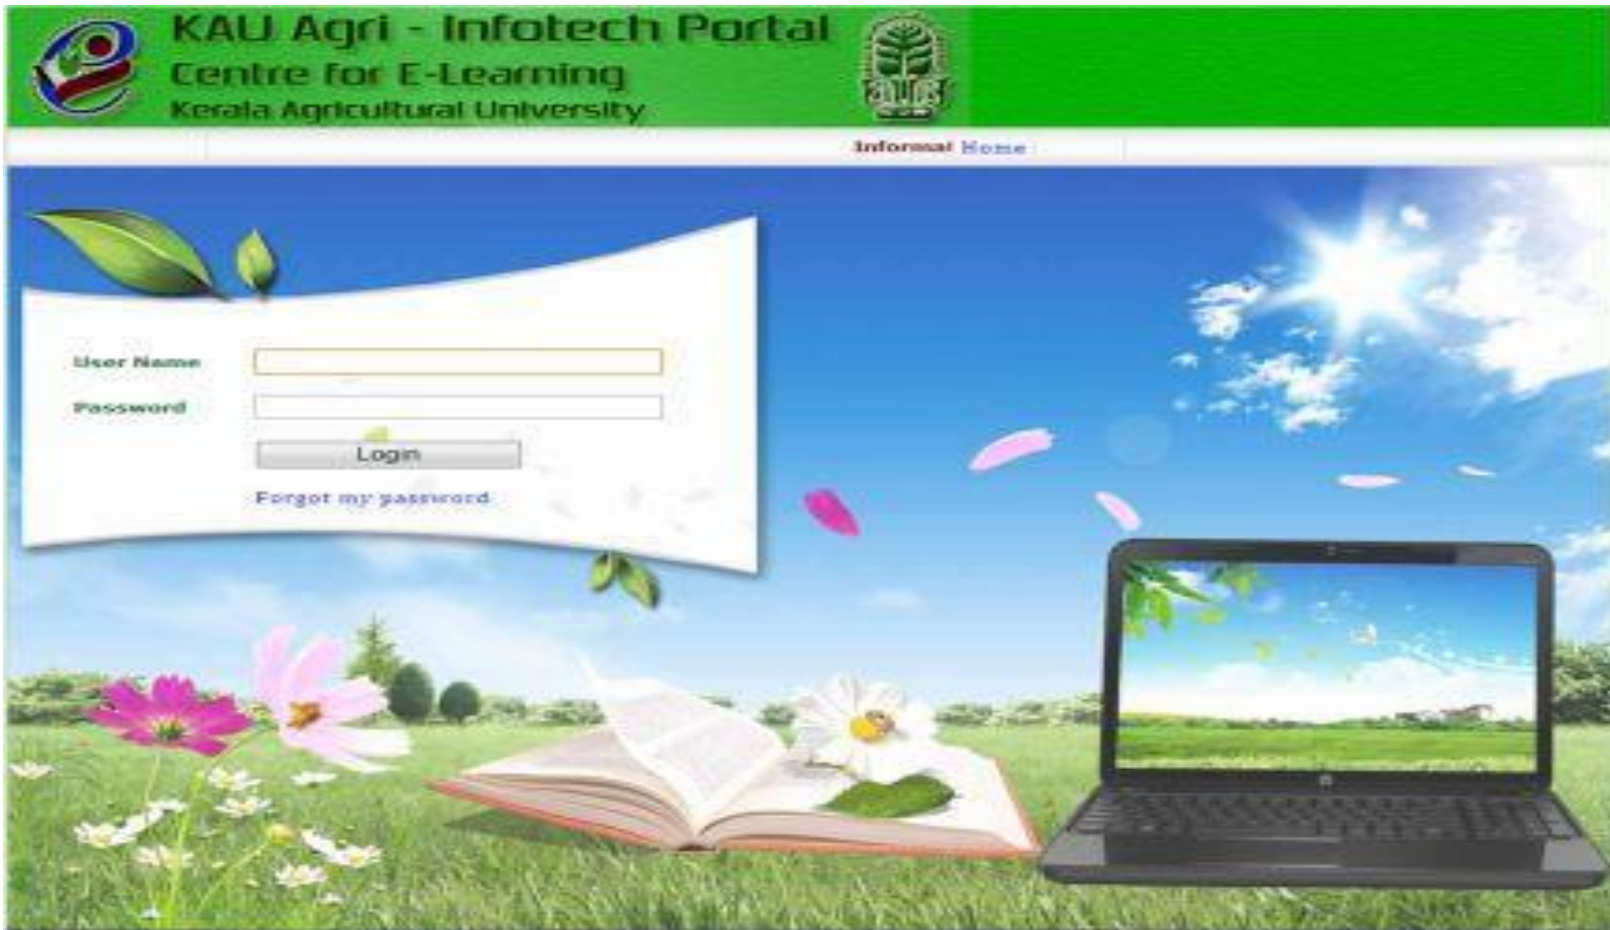 KAU Agri - Infotech Portal
Centre for E-Learning
Kerala Agricultural University
KAU
Informal Home
User Name
Password
Login
Forgot my password